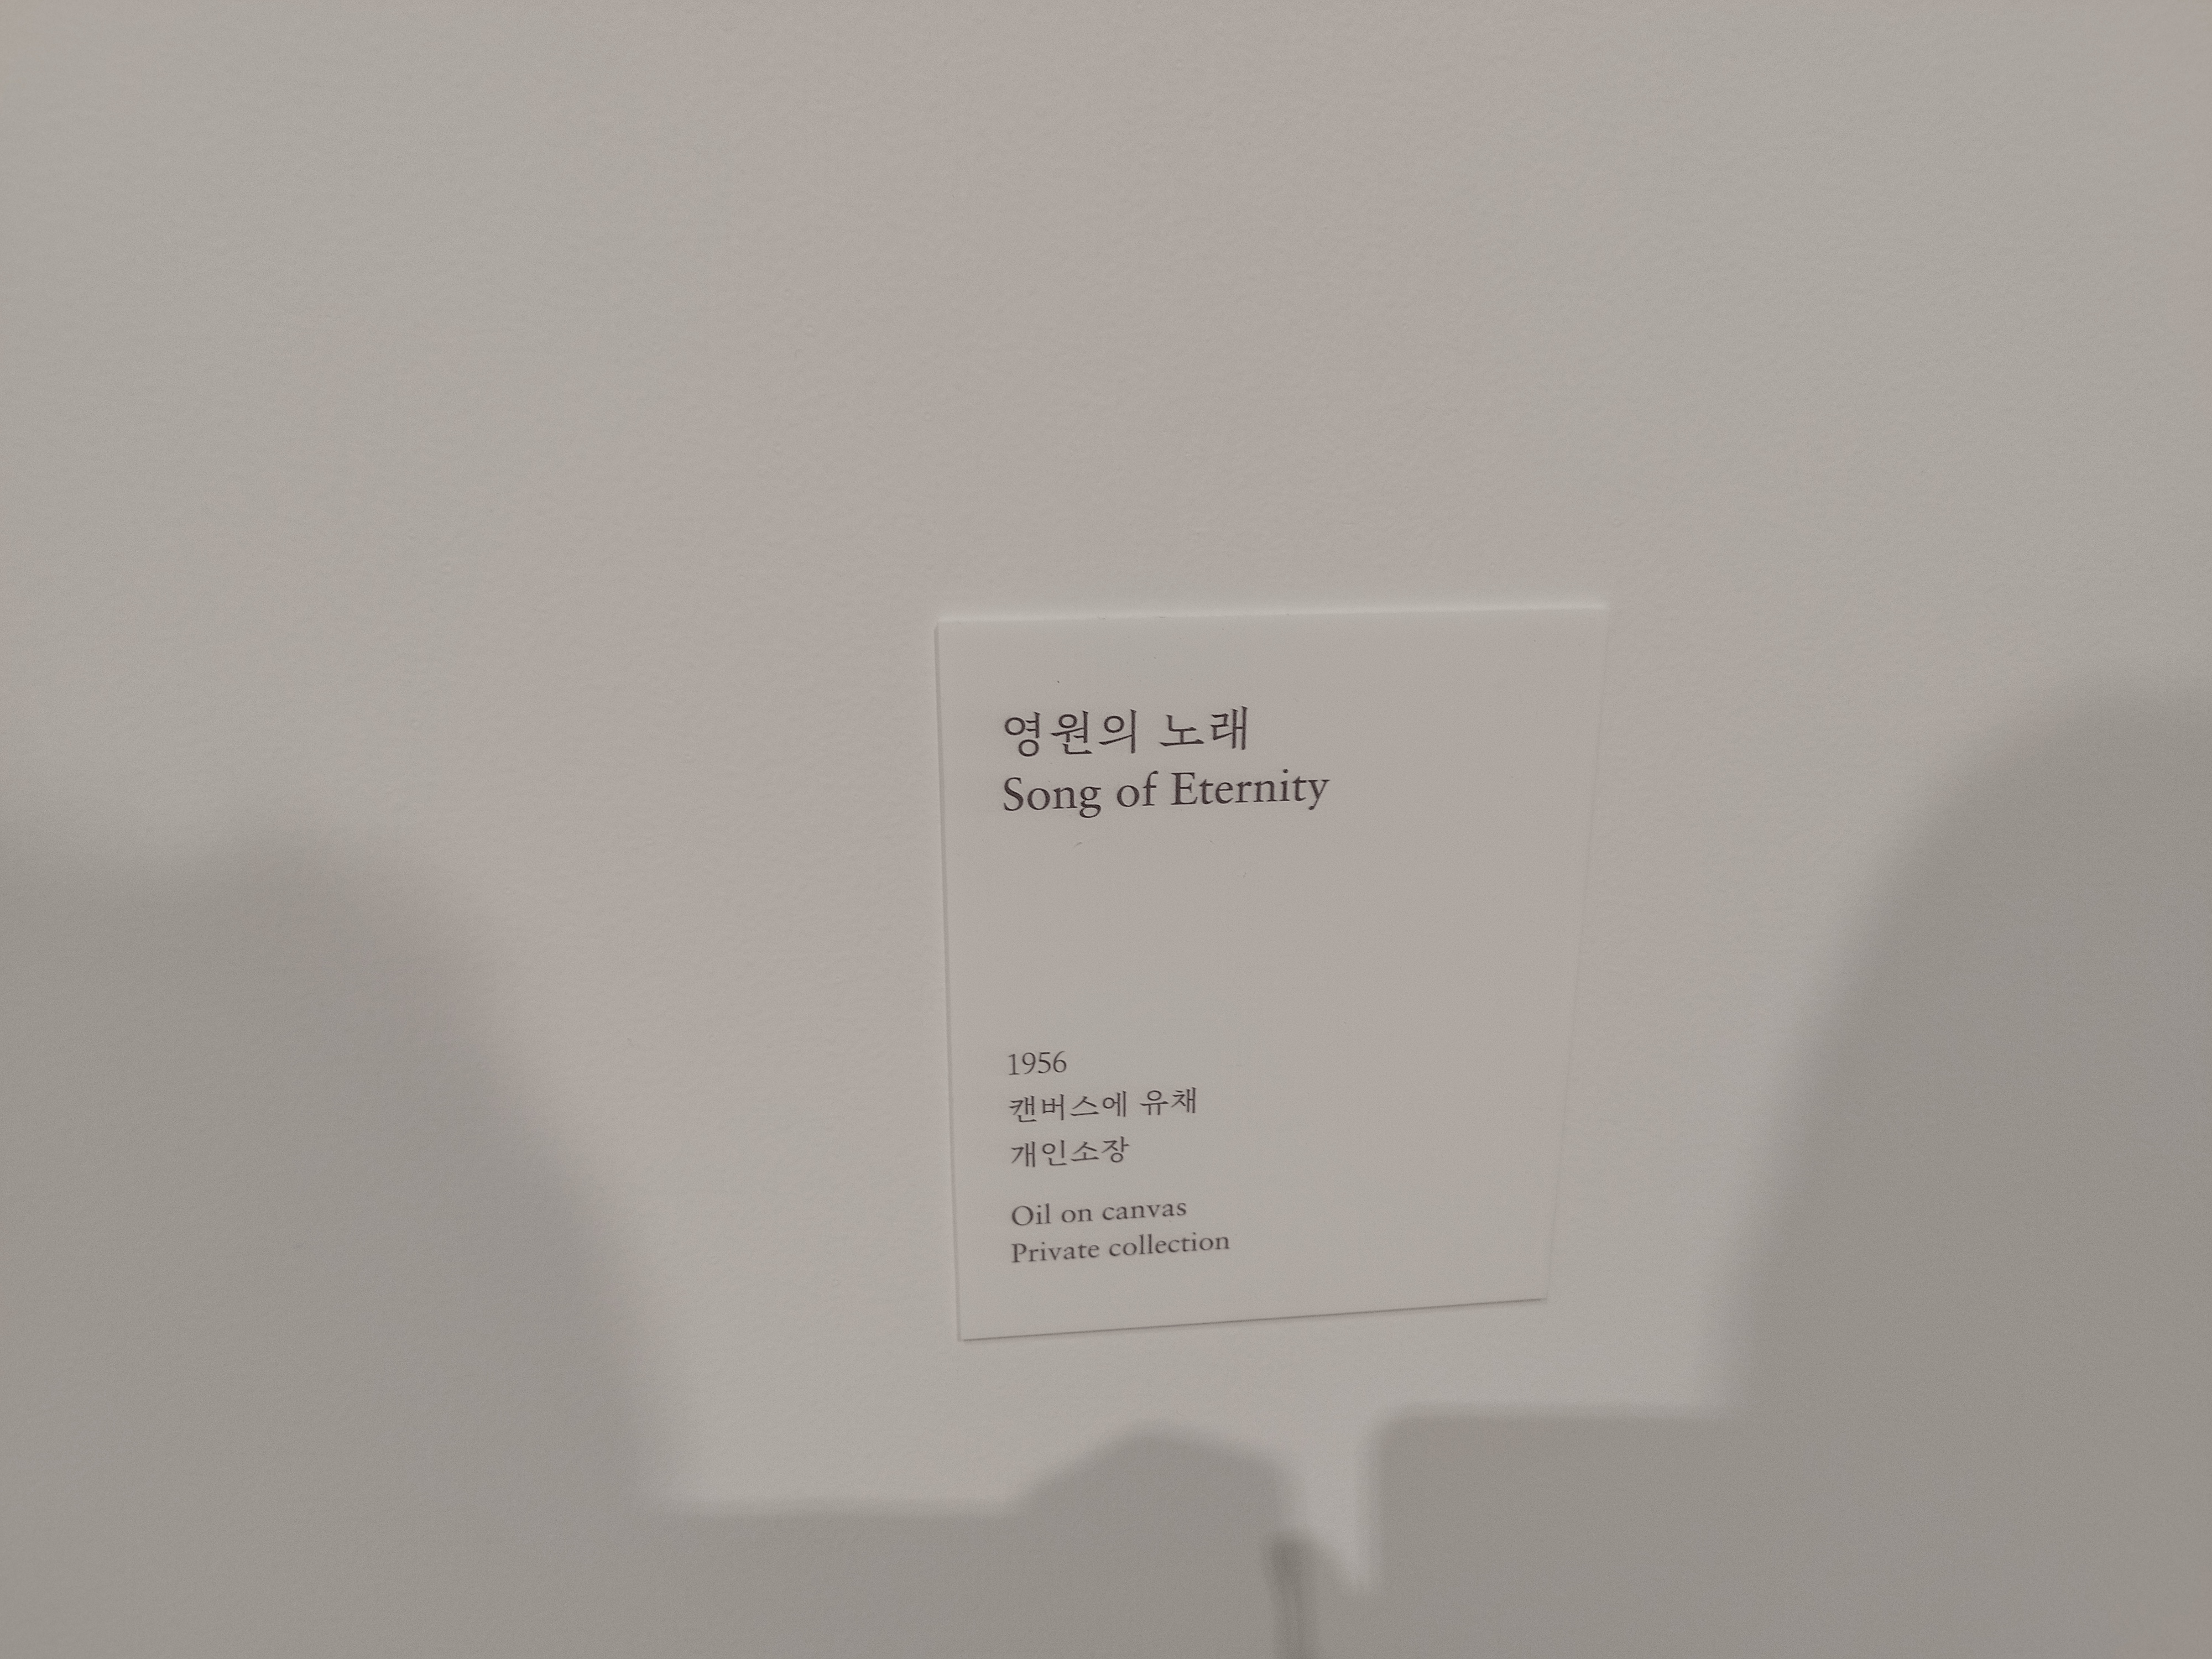 영원의 노래
Song of Eternity
1956
캔버스에 유채
개인소장
Oil on canvas
Private collection